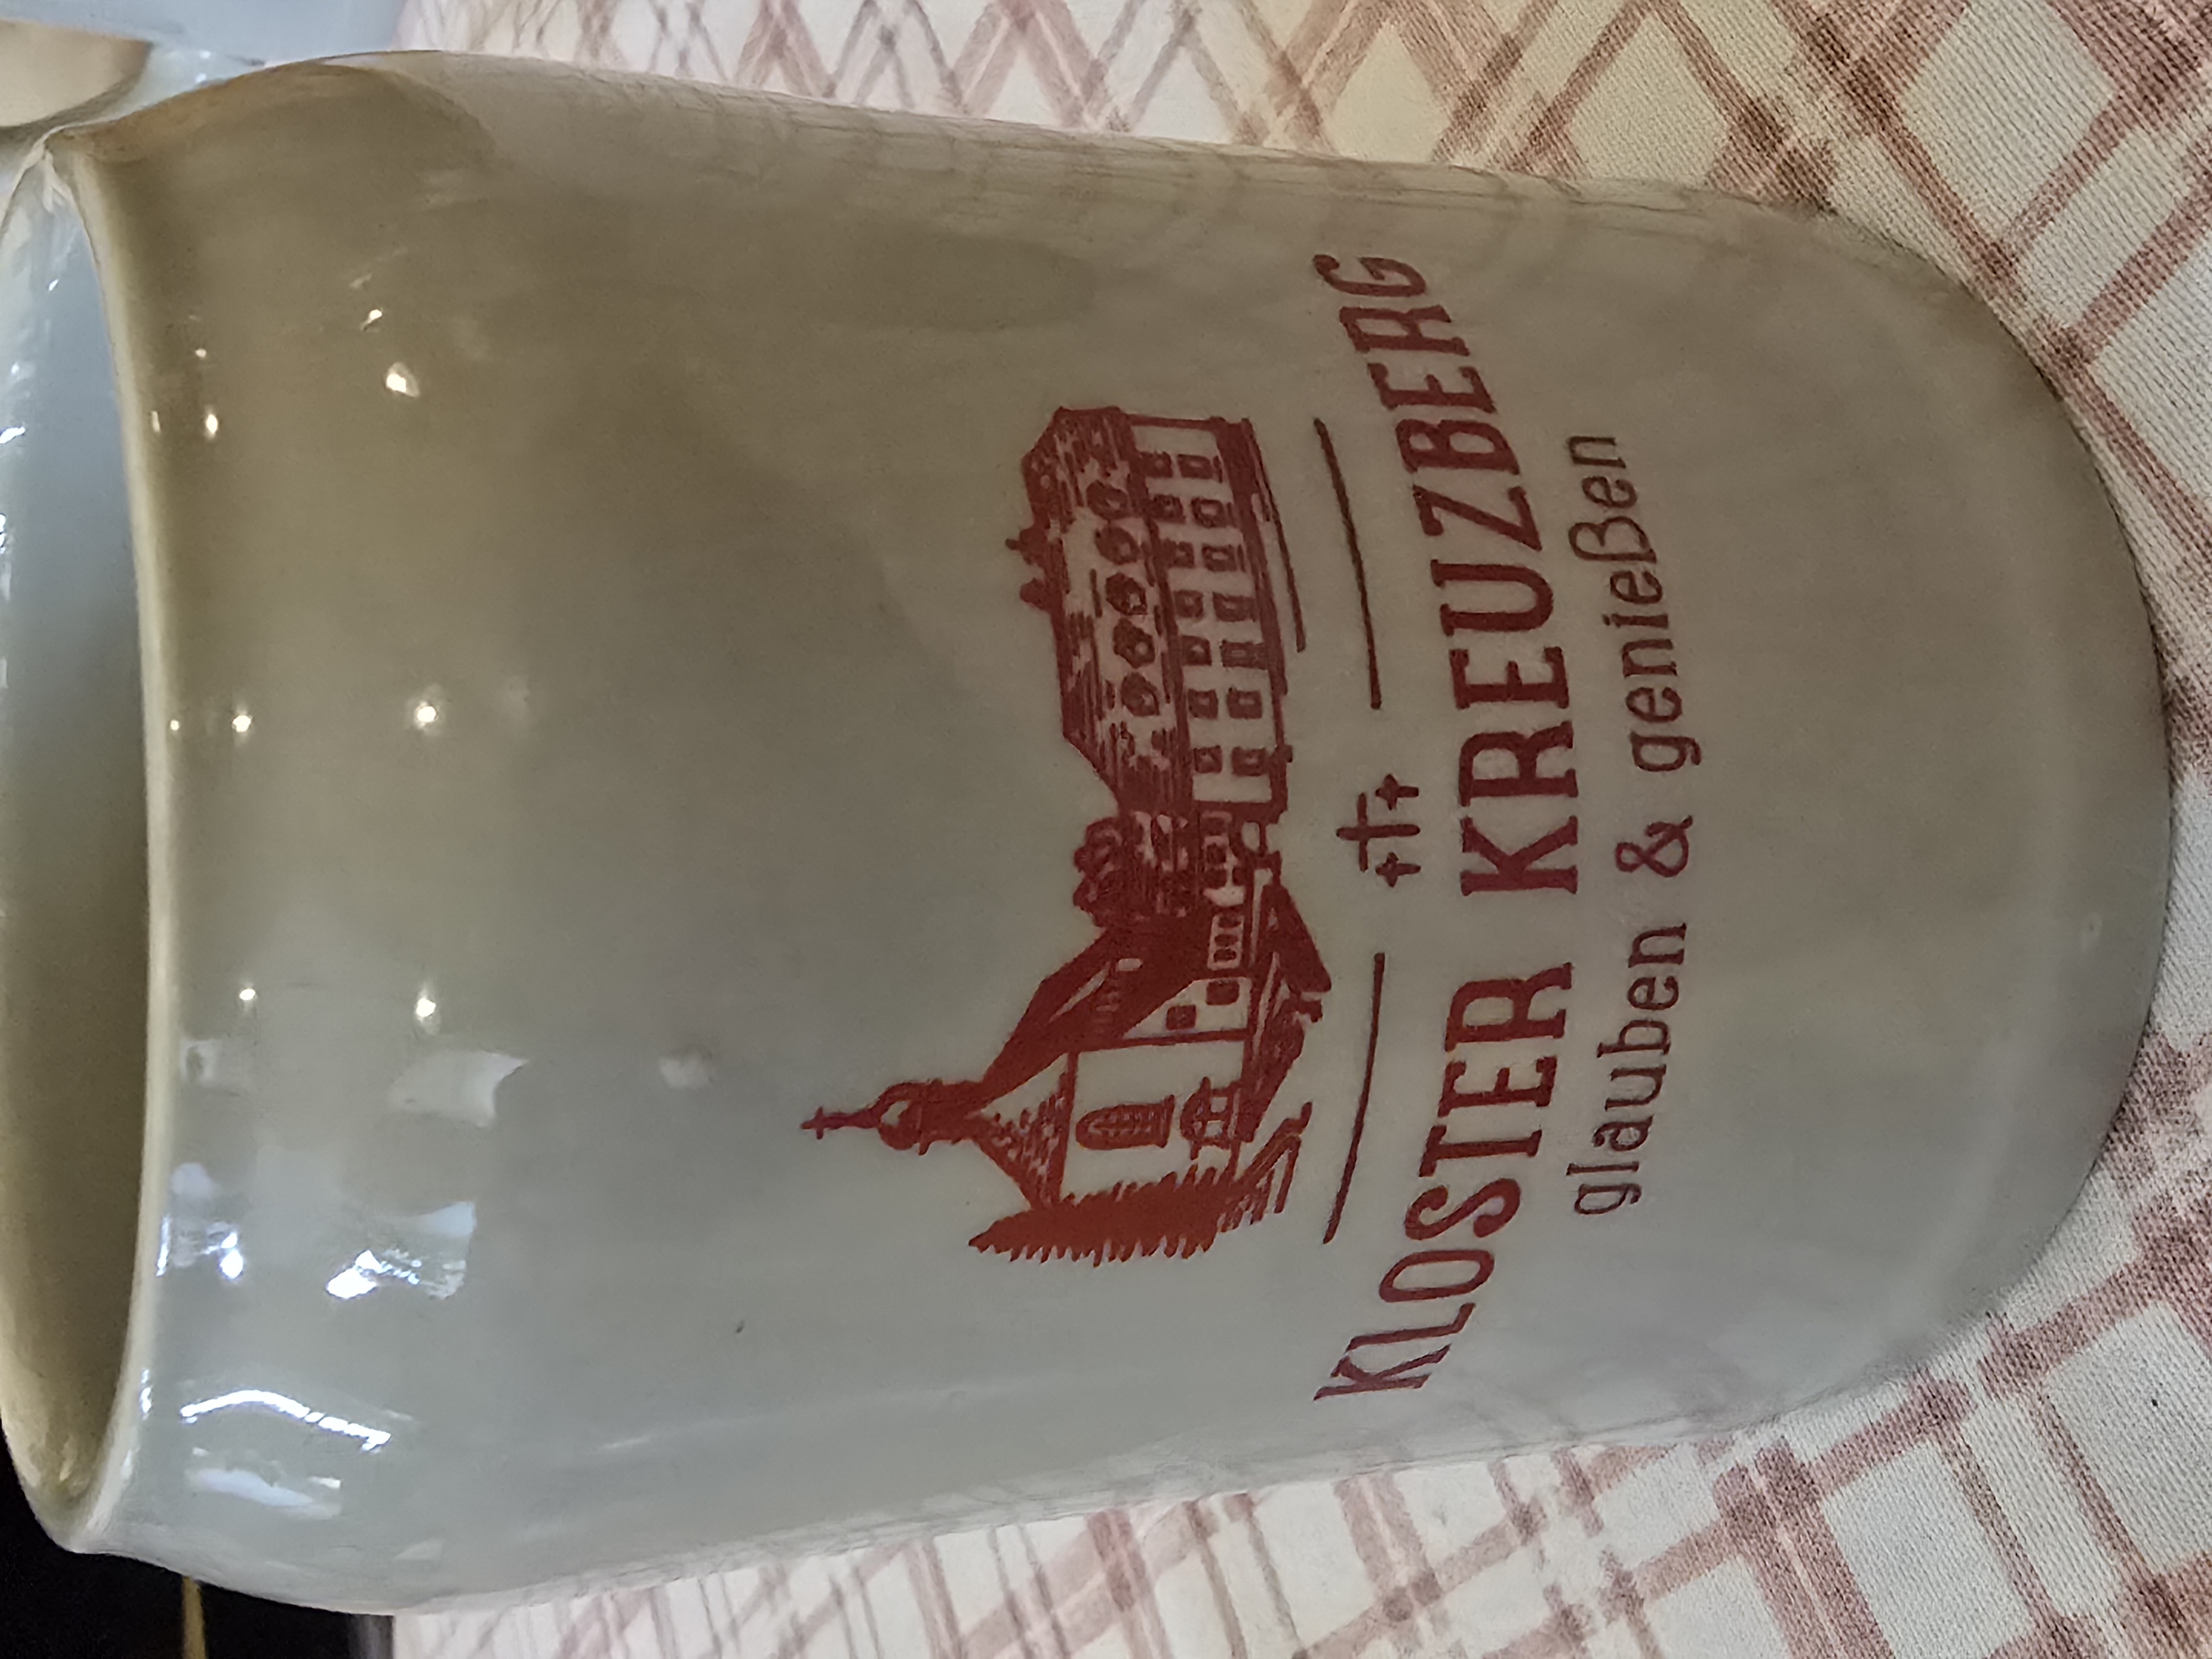 KLOSTER KREUZBERG
glauben & genießen